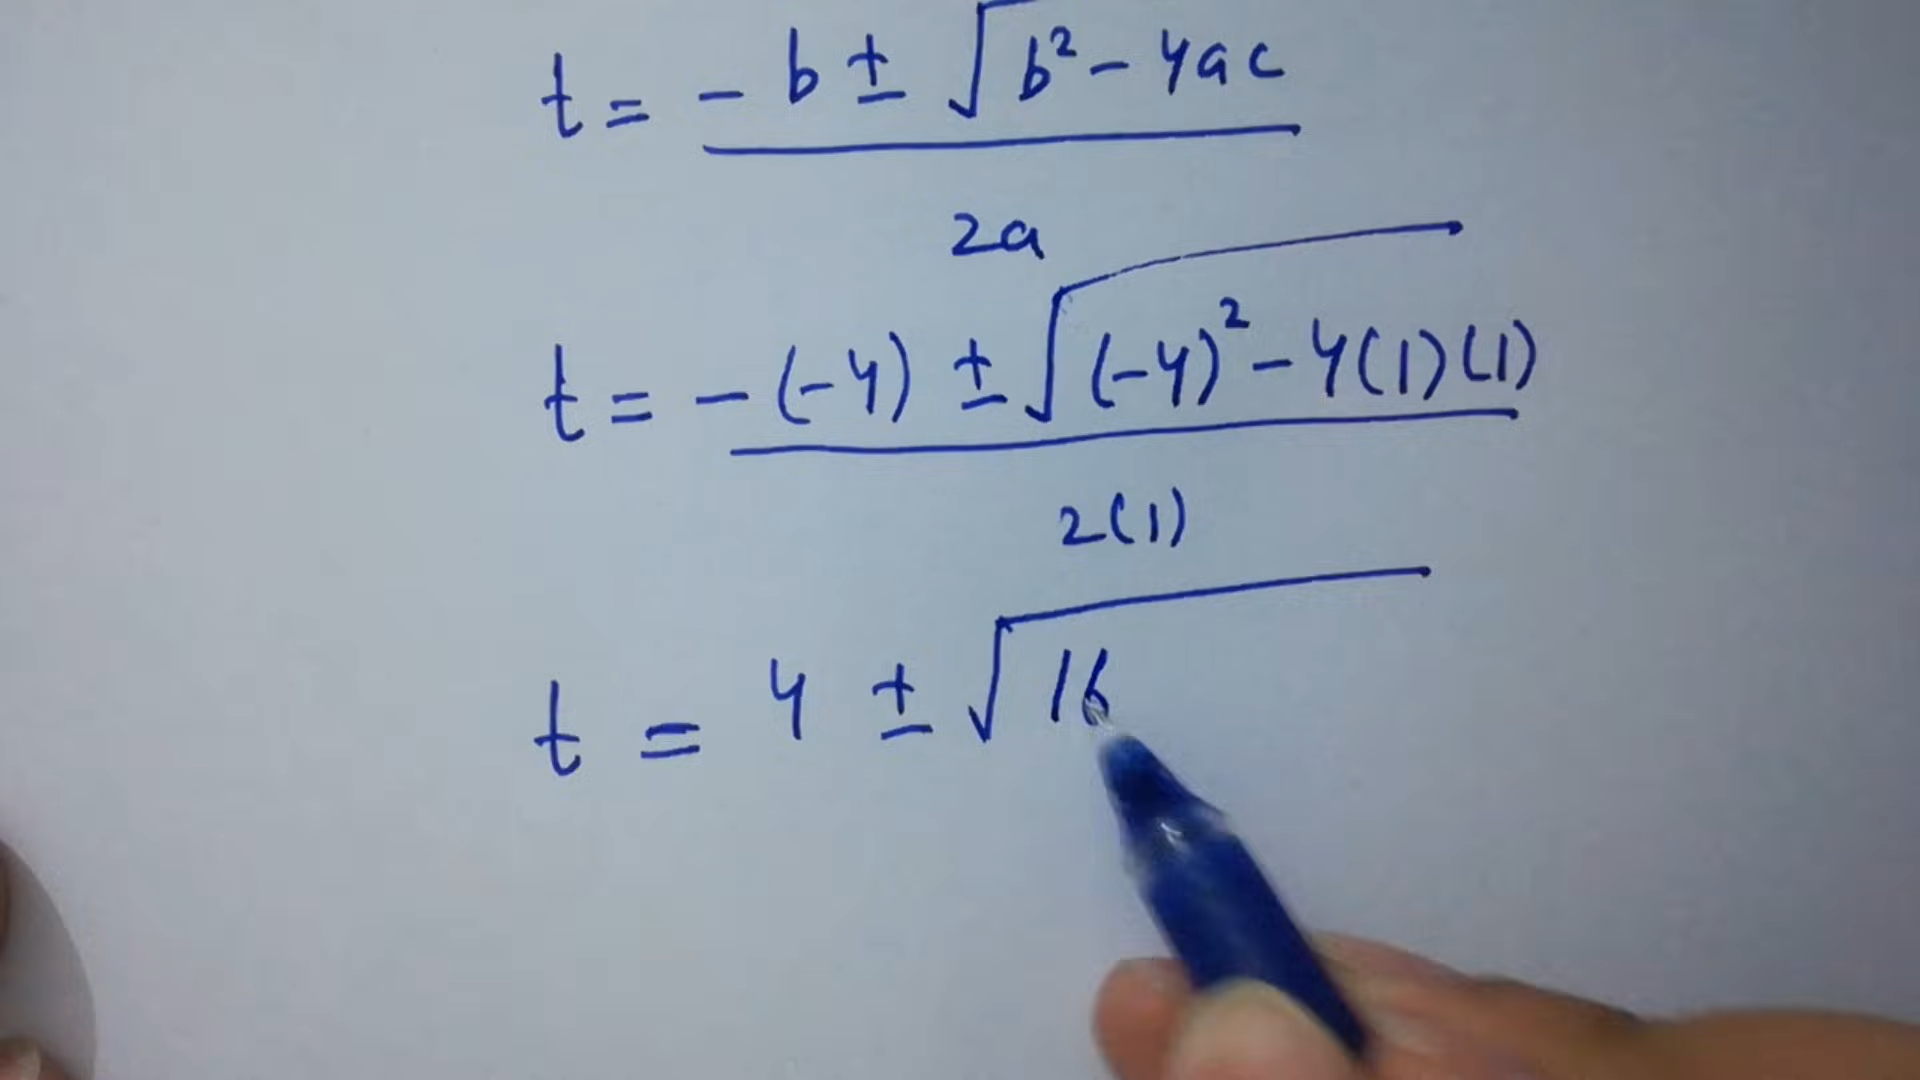 t = - b ± √b² - 4ac
2a
t = - (-4) ± √(-4)² - 4(1)(1)
2(1)
t = 4 ± √16